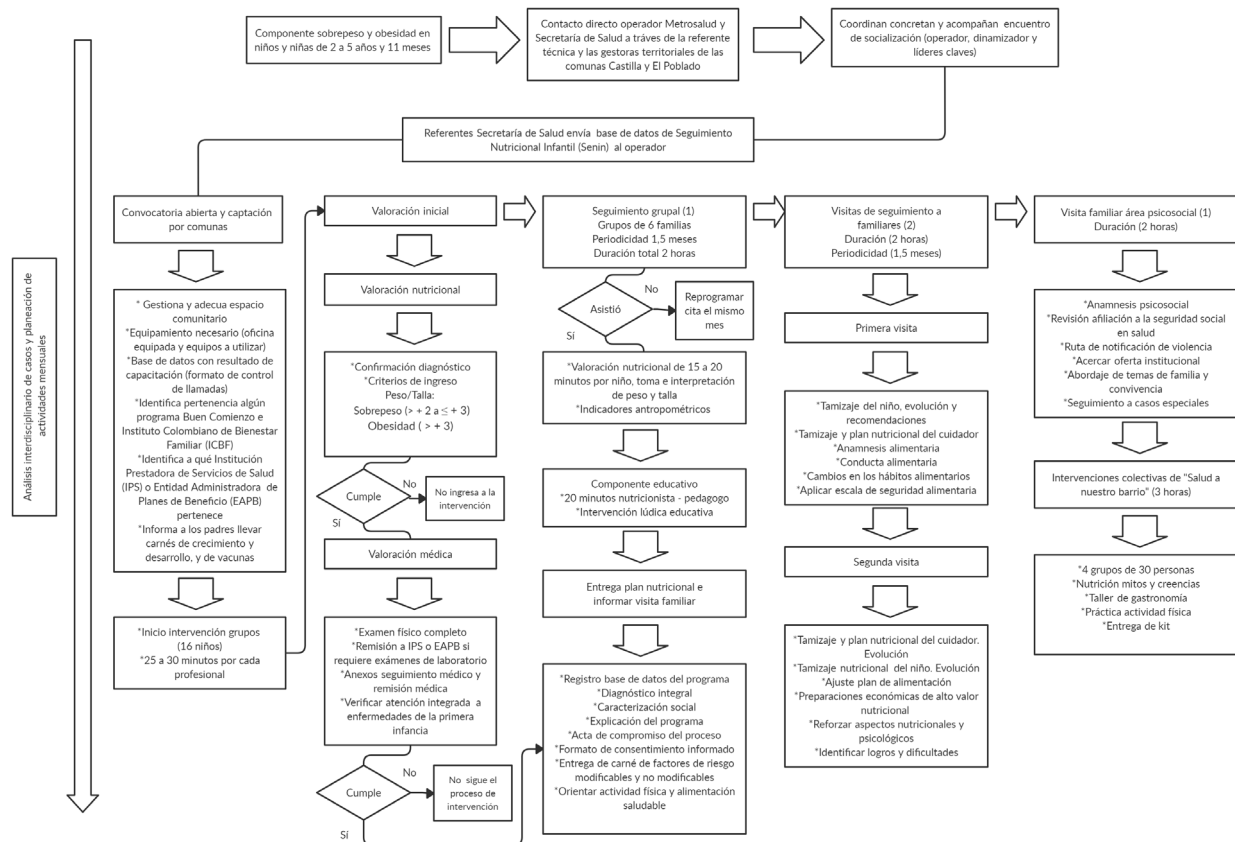 Componente sobrepeso y obesidad en
niños y niñas de 2 a 5 años y 11 meses
Contacto directo operador Metrosalud y
Secretaría de Salud a tráves de la referente
técnica y las gestoras territoriales de las
comunas Castilla y El Poblado
Coordinan concretan y acompañan encuentro
de socialización (operador, dinamizador y
líderes claves)
Referentes Secretaría de Salud envía base de datos de Seguimiento
Nutricional Infantil (Senin) al operador
Análisis interdisciplinario de casos y planeación de
actividades mensuales
Convocatoria abierta y captación
por comunas
* Gestiona y adecua espacio
comunitario
*Equipamiento necesario (oficina
equipada y equipos a utilizar)
*Base de datos con resultado de
capacitación (formato de control
de llamadas)
*Identifica pertenencia algún
programa Buen Comienzo e
Instituto Colombiano de Bienestar
Familiar (ICBF)
*Identifica a qué Institución
Prestadora de Servicios de Salud
(IPS) o Entidad Administradora de
Planes de Beneficio (EAPB)
pertenece
*Informa a los padres llevar
carnés de crecimiento y
desarrollo, y de vacunas
*Inicio intervención grupos
(16 niños)
*25 a 30 minutos por cada
profesional
Valoración inicial
Valoración nutricional
*Confirmación diagnóstico
*Criterios de ingreso
Peso/Talla:
Sobrepeso (> + 2 a ≤ + 3)
Obesidad ( > + 3)
Cumple
No
No ingresa a la
intervención
Sí
Valoración médica
*Examen físico completo
*Remisión a IPS o EAPB si
requiere exámenes de laboratorio
*Anexos seguimiento médico y
remisión médica
*Verificar atención integrada a
enfermedades de la primera
infancia
Cumple
No
No sigue el
proceso de
intervención
Sí
Seguimiento grupal (1)
Grupos de 6 familias
Periodicidad 1,5 meses
Duración total 2 horas
Asistió
No
Reprogramar
cita el mismo
mes
Sí
*Valoración nutricional de 15 a 20
minutos por niño, toma e interpretación
de peso y talla
*Indicadores antropométricos
Componente educativo
*20 minutos nutricionista - pedagogo
*Intervención lúdica educativa
Entrega plan nutricional e
informar visita familiar
*Registro base de datos del programa
*Diagnóstico integral
*Caracterización social
*Explicación del programa
*Acta de compromiso del proceso
*Formato de consentimiento informado
*Entrega de carné de factores de riesgo
modificables y no modificables
*Orientar actividad física y alimentación
saludable
Visitas de seguimiento a
familiares (2)
Duración (2 horas)
Periodicidad (1,5 meses)
Primera visita
*Tamizaje del niño, evolución y
recomendaciones
*Tamizaje y plan nutricional del cuidador
*Anamnesis alimentaria
*Conducta alimentaria
*Cambios en los hábitos alimentarios
*Aplicar escala de seguridad alimentaria
Segunda visita
*Tamizaje y plan nutricional del cuidador.
Evolución
*Tamizaje nutricional del niño. Evolución
*Ajuste plan de alimentación
*Preparaciones económicas de alto valor
nutricional
*Reforzar aspectos nutricionales y
psicológicos
*Identificar logros y dificultades
Visita familiar área psicosocial (1)
Duración (2 horas)
*Anamnesis psicosocial
*Revisión afiliación a la seguridad social
en salud
*Ruta de notificación de violencia
*Acercar oferta institucional
*Abordaje de temas de familia y
convivencia
*Seguimiento a casos especiales
Intervenciones colectivas de "Salud a
nuestro barrio" (3 horas)
*4 grupos de 30 personas
*Nutrición mitos y creencias
*Taller de gastronomía
*Práctica actividad física
*Entrega de kit